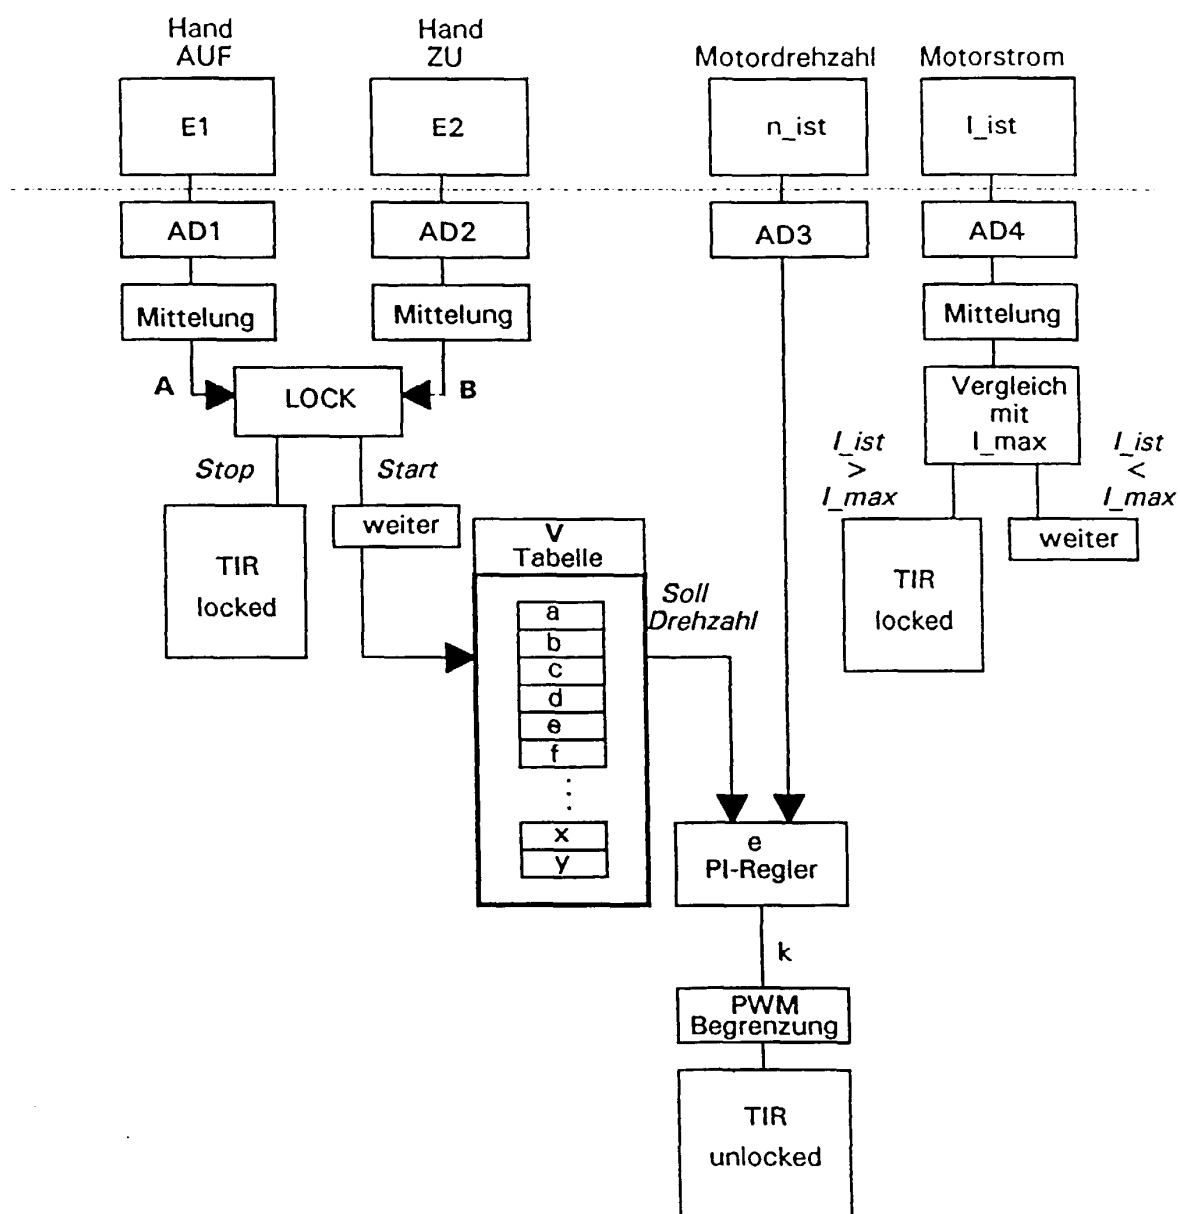 Hand
AUF
Hand
ZU
Motordrehzahl
Motorstrom
E1
E2
n_ist
I_ist
AD1
AD2
AD3
AD4
Mittelung
Mittelung
Mittelung
A
LOCK
B
Vergleich
mit
I_max
I_ist
>
I_max
I_ist
<
I_max
Stop
Start
TIR
locked
weiter
V
Tabelle
a
b
c
d
e
f
x
y
Soll
Drehzahl
TIR
locked
weiter
e
PI-Regler
k
PWM
Begrenzung
TIR
unlocked